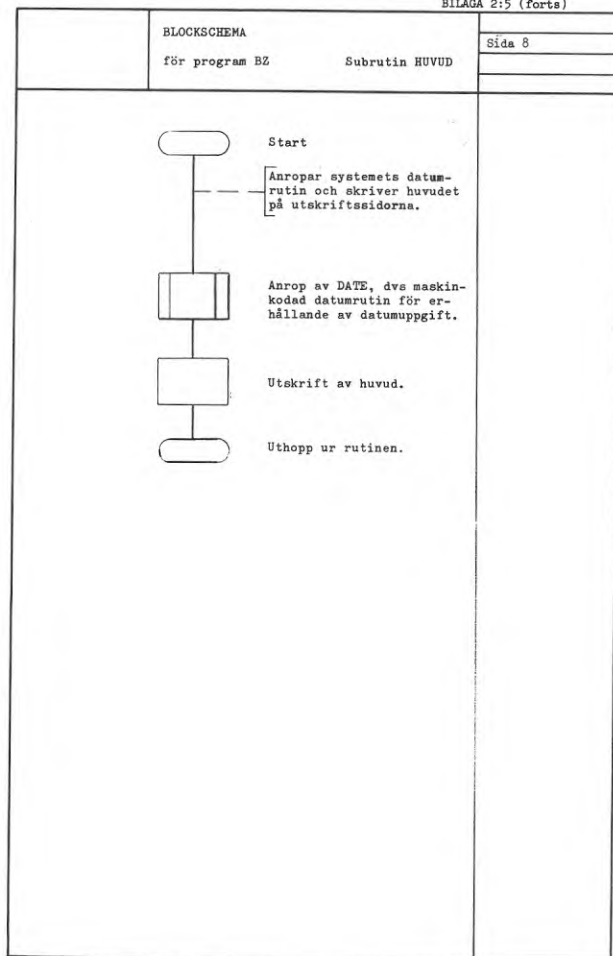 BILAGA 2:5 (forts)
BLOCKSCHEMA
Sida 8
för program BZ Subrutin HUVUD
Start
Anropar systemets datum-
rutin och skriver huvudet
på utskriftssidorna.
Anrop av DATE, dvs maskin-
kodad datumrutin för er-
hållande av datumuppgift.
Utskrift av huvud.
Uthopp ur rutinen.